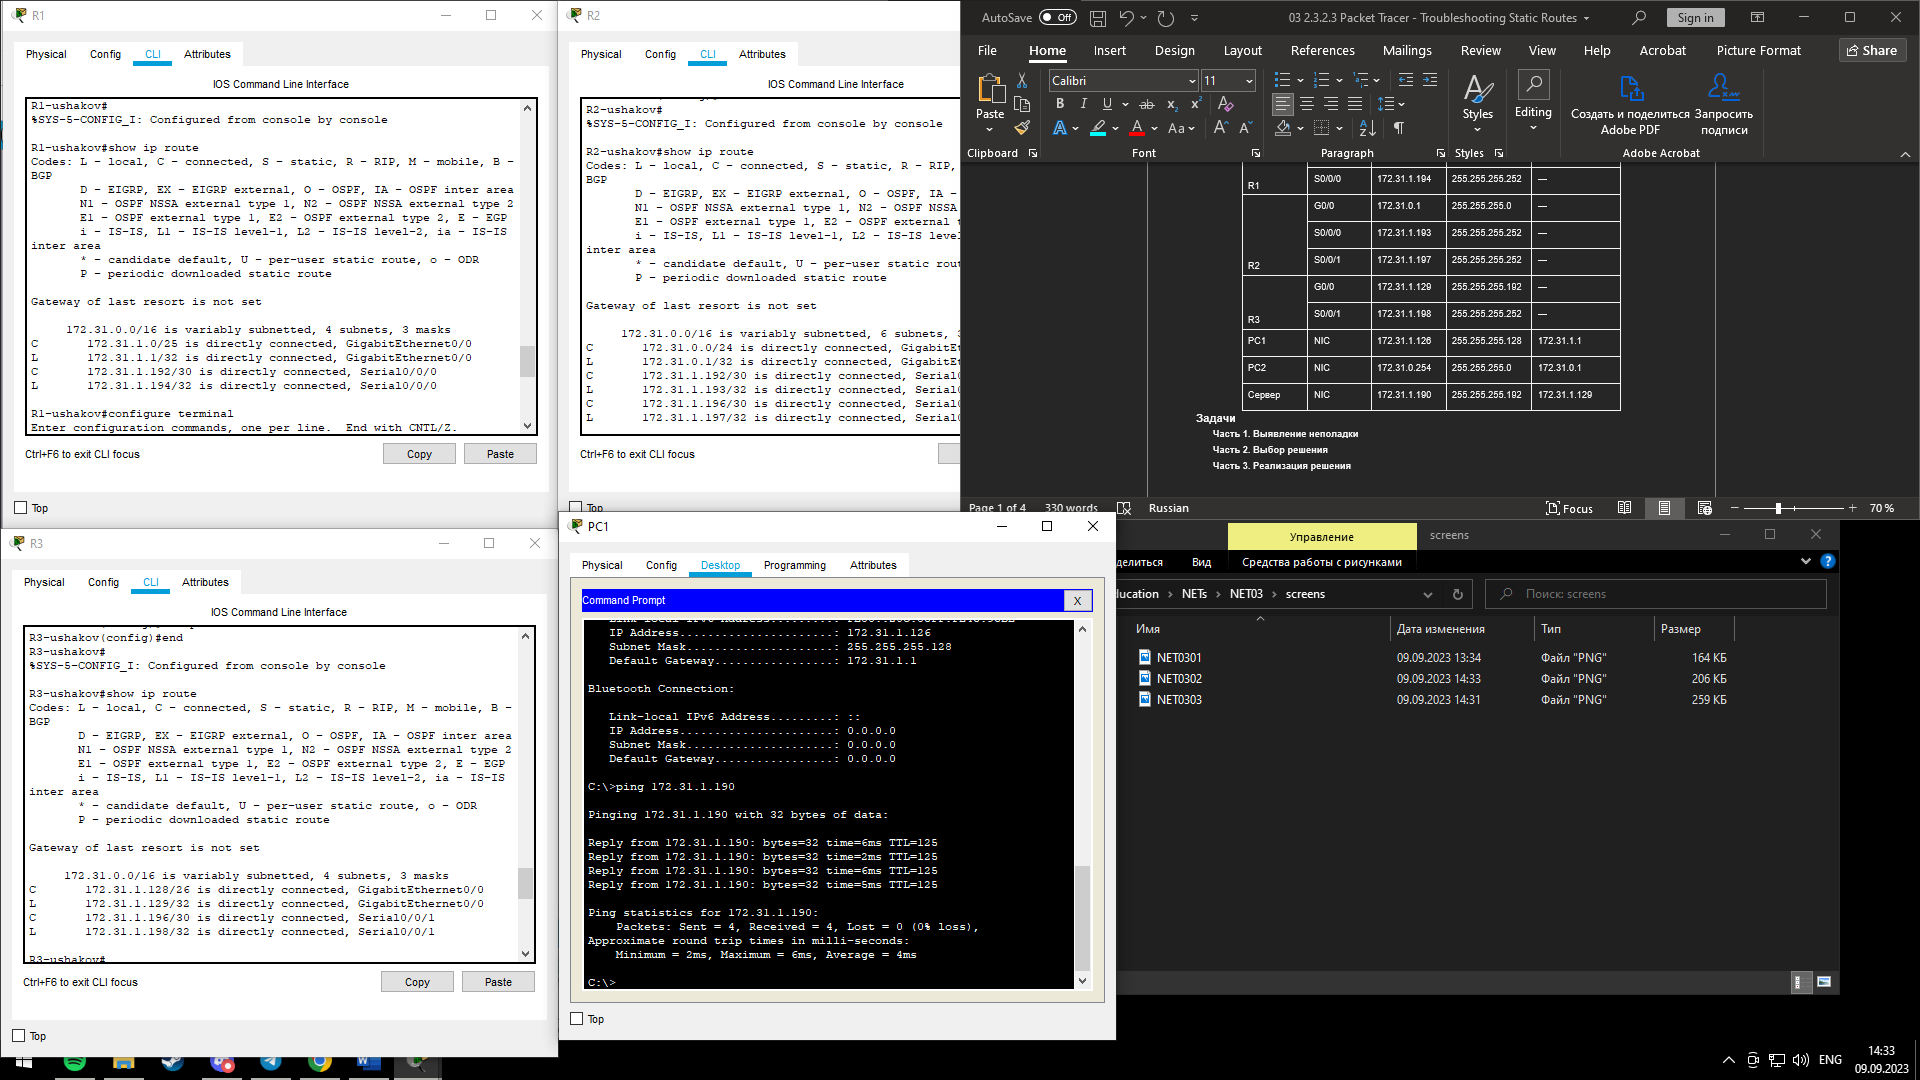 R1
Physical Config CLI Attributes
IOS Command Line Interface
R1-ushakov#
%SYS-5-CONFIG_I: Configured from console by console
R1-ushakov#show ip route
Codes: L - local, C - connected, S - static, R - RIP, M - mobile, B -
BGP
D - EIGRP, EX - EIGRP external, O - OSPF, IA - OSPF inter area
N1 - OSPF NSSA external type 1, N2 - OSPF NSSA external type 2
E1 - OSPF external type 1, E2 - OSPF external type 2, E - EGP
i - IS-IS, L1 - IS-IS level-1, L2 - IS-IS level-2, ia - IS-IS
inter area
* - candidate default, U - per-user static route, o - ODR
P - periodic downloaded static route
Gateway of last resort is not set
172.31.0.0/16 is variably subnetted, 4 subnets, 3 masks
C 172.31.1.0/25 is directly connected, GigabitEthernet0/0
L 172.31.1.1/32 is directly connected, GigabitEthernet0/0
C 172.31.1.192/30 is directly connected, Serial0/0/0
L 172.31.1.194/32 is directly connected, Serial0/0/0
R1-ushakov#configure terminal
Enter configuration commands, one per line. End with CNTL/Z.
Ctrl+F6 to exit CLI focus Copy Paste
Top
R2
Physical Config CLI Attributes
IOS Command Line Interface
R2-ushakov#
%SYS-5-CONFIG_I: Configured from console by console
R2-ushakov#show ip route
Codes: L - local, C - connected, S - static, R - RIP,
BGP
D - EIGRP, EX - EIGRP external, O - OSPF, IA -
N1 - OSPF NSSA external type 1, N2 - OSPF NSSA
E1 - OSPF external type 1, E2 - OSPF external t
i - IS-IS, L1 - IS-IS level-1, L2 - IS-IS leve
inter area
* - candidate default, U - per-user static rout
P - periodic downloaded static route
Gateway of last resort is not set
172.31.0.0/16 is variably subnetted, 6 subnets,
C 172.31.0.0/24 is directly connected, GigabitEt
L 172.31.0.1/32 is directly connected, GigabitEt
C 172.31.1.192/30 is directly connected, Serial0
L 172.31.1.193/32 is directly connected, Serial0
C 172.31.1.196/30 is directly connected, Serial0
L 172.31.1.197/32 is directly connected, Serial0
Ctrl+F6 to exit CLI focus
Top
AutoSave Off 03 2.3.2.3 Packet Tracer - Troubleshooting Static Routes Sign in
File Home Insert Design Layout References Mailings Review View Help Acrobat Picture Format Share
Calibri 11
Paste Styles Editing Создать и поделиться Adobe PDF Запросить подписи
Clipboard Font Paragraph Styles Adobe Acrobat
R1 S0/0/0 172.31.1.194 255.255.255.252 —
G0/0 172.31.0.1 255.255.255.0 —
S0/0/0 172.31.1.193 255.255.255.252 —
R2 S0/0/1 172.31.1.197 255.255.255.252 —
G0/0 172.31.1.129 255.255.255.192 —
R3 S0/0/1 172.31.1.198 255.255.255.252 —
PC1 NIC 172.31.1.126 255.255.255.128 172.31.1.1
PC2 NIC 172.31.0.254 255.255.255.0 172.31.0.1
Сервер NIC 172.31.1.190 255.255.255.192 172.31.1.129
Задачи
Часть 1. Выявление неполадки
Часть 2. Выбор решения
Часть 3. Реализация решения
Page 1 of 4 330 words Russian Focus 70 %
R3
Physical Config CLI Attributes
IOS Command Line Interface
R3-ushakov(config)#end
R3-ushakov#
%SYS-5-CONFIG_I: Configured from console by console
R3-ushakov#show ip route
Codes: L - local, C - connected, S - static, R - RIP, M - mobile, B -
BGP
D - EIGRP, EX - EIGRP external, O - OSPF, IA - OSPF inter area
N1 - OSPF NSSA external type 1, N2 - OSPF NSSA external type 2
E1 - OSPF external type 1, E2 - OSPF external type 2, E - EGP
i - IS-IS, L1 - IS-IS level-1, L2 - IS-IS level-2, ia - IS-IS
inter area
* - candidate default, U - per-user static route, o - ODR
P - periodic downloaded static route
Gateway of last resort is not set
172.31.0.0/16 is variably subnetted, 4 subnets, 3 masks
C 172.31.1.128/26 is directly connected, GigabitEthernet0/0
L 172.31.1.129/32 is directly connected, GigabitEthernet0/0
C 172.31.1.196/30 is directly connected, Serial0/0/1
L 172.31.1.198/32 is directly connected, Serial0/0/1
R3-ushakov#
Ctrl+F6 to exit CLI focus Copy Paste
Top
PC1
Physical Config Desktop Programming Attributes
Command Prompt X
IP Address......................: 172.31.1.126
Subnet Mask.....................: 255.255.255.128
Default Gateway.................: 172.31.1.1
Bluetooth Connection:
Link-local IPv6 Address.........: ::
IP Address......................: 0.0.0.0
Subnet Mask.....................: 0.0.0.0
Default Gateway.................: 0.0.0.0
C:\>ping 172.31.1.190
Pinging 172.31.1.190 with 32 bytes of data:
Reply from 172.31.1.190: bytes=32 time=6ms TTL=125
Reply from 172.31.1.190: bytes=32 time=2ms TTL=125
Reply from 172.31.1.190: bytes=32 time=6ms TTL=125
Reply from 172.31.1.190: bytes=32 time=5ms TTL=125
Ping statistics for 172.31.1.190:
Packets: Sent = 4, Received = 4, Lost = 0 (0% loss),
Approximate round trip times in milli-seconds:
Minimum = 2ms, Maximum = 6ms, Average = 4ms
C:\>
Top
Управление screens
делиться Вид Средства работы с рисунками
lucation NETs NET03 screens Поиск: screens
Имя Дата изменения Тип Размер
NET0301 09.09.2023 13:34 Файл "PNG" 164 КБ
NET0302 09.09.2023 14:33 Файл "PNG" 206 КБ
NET0303 09.09.2023 14:31 Файл "PNG" 259 КБ
ENG 14:33
09.09.2023